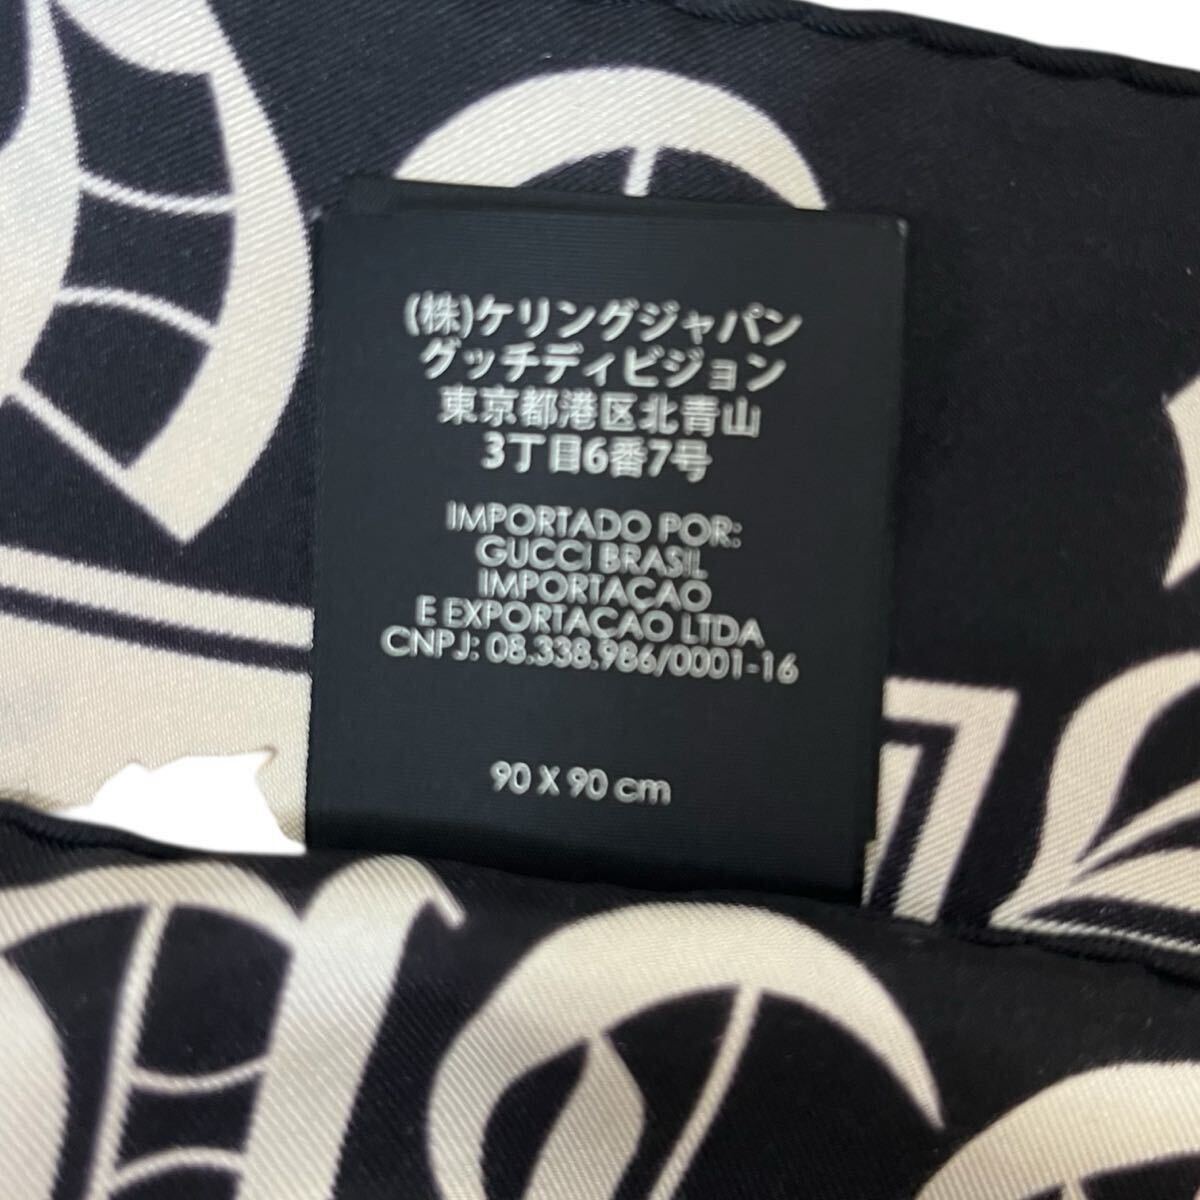 (株)ケリングジャパン
グッチディビジョン
東京都港区北青山
3丁目6番7号
IMPORTADO POR:
GUCCI BRASIL
IMPORTAÇAO
E EXPORTAÇAO LTDA
CNPJ: 08.338.986/0001-16
90 X 90 cm